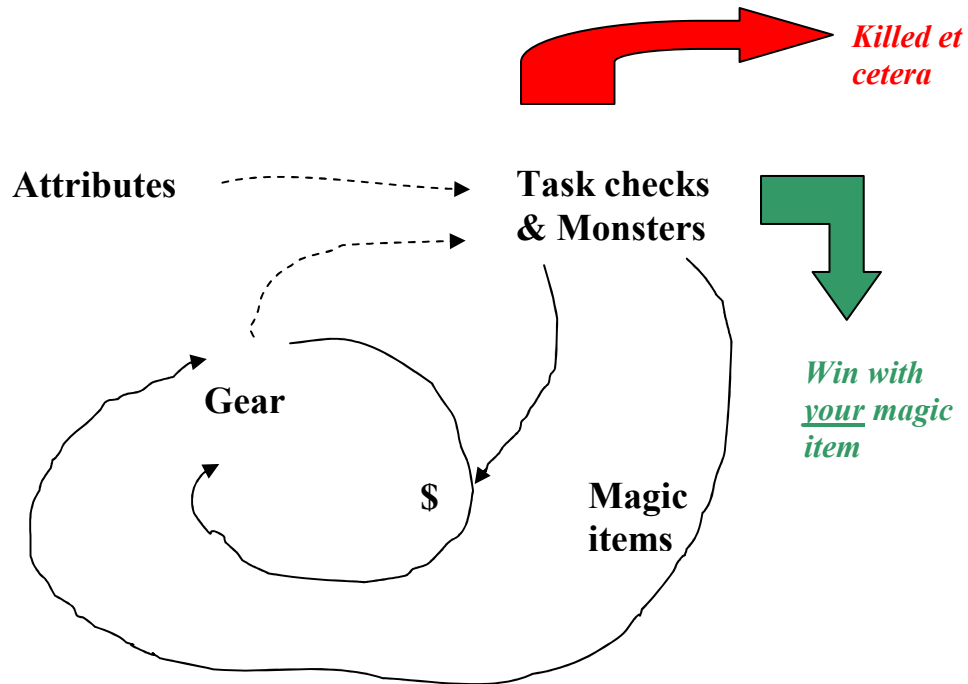 Killed et
cetera
Attributes
Task checks
& Monsters
Gear
Win with
your magic
item
$
Magic
items